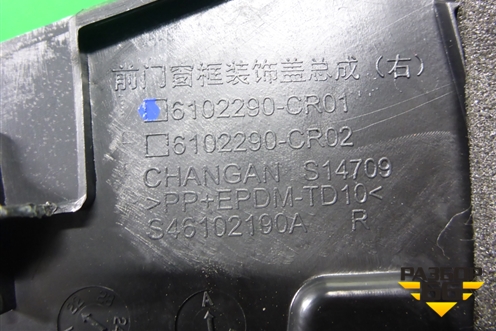 前门窗框装饰盖总成（右）
6102290-CR01
6102290-CR02
CHANGAN S14709
>PP+EPDM-TD10<
S46102190A R
A
РАЗБОР